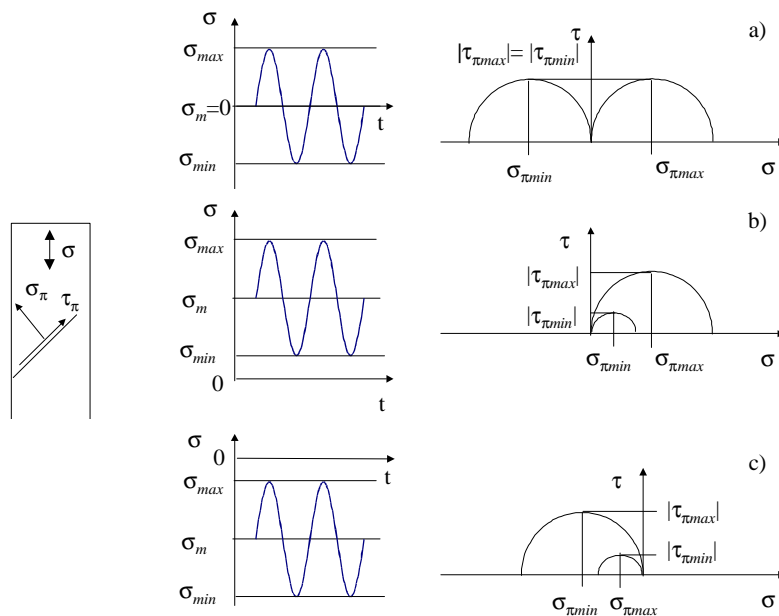 σ
σmax
σm=0
t
σmin
a)
τ
|τπmax|= |τπmin|
σπmin
σπmax
σ
σ
σπ
τπ
σ
σmax
σm
σmin
0
t
b)
τ
|τπmax|
|τπmin|
σπmin
σπmax
σ
σ
0
t
σmax
σm
σmin
c)
τ
|τπmax|
|τπmin|
σπmin
σπmax
σ